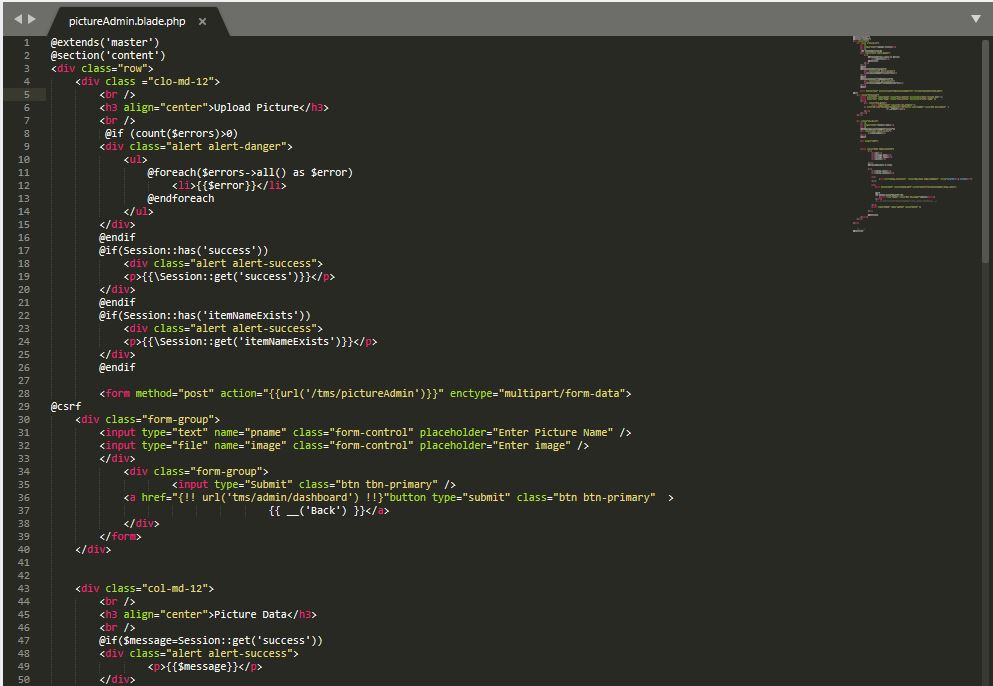 pictureAdmin.blade.php ×
1 @extends('master')
2 @section('content')
3 <div class="row">
4 <div class ="clo-md-12">
5 <br />
6 <h3 align="center">Upload Picture</h3>
7 <br />
8 @if (count($errors)>0)
9 <div class="alert alert-danger">
10 <ul>
11 @foreach($errors->all() as $error)
12 <li>{{$error}}</li>
13 @endforeach
14 </ul>
15 </div>
16 @endif
17 @if(Session::has('success'))
18 <div class="alert alert-success">
19 <p>{{\Session::get('success')}}</p>
20 </div>
21 @endif
22 @if(Session::has('itemNameExists'))
23 <div class="alert alert-success">
24 <p>{{\Session::get('itemNameExists')}}</p>
25 </div>
26 @endif
27
28 <form method="post" action="{{url('/tms/pictureAdmin')}}" enctype="multipart/form-data">
29 @csrf
30 <div class="form-group">
31 <input type="text" name="pname" class="form-control" placeholder="Enter Picture Name" />
32 <input type="file" name="image" class="form-control" placeholder="Enter image" />
33 </div>
34 <div class="form-group">
35 <input type="Submit" class="btn tbn-primary" />
36 <a href="{!! url('tms/admin/dashboard') !!}"button type="submit" class="btn btn-primary" >
37 {{ __('Back') }}</a>
38 </div>
39 </form>
40 </div>
41
42
43 <div class="col-md-12">
44 <br />
45 <h3 align="center">Picture Data</h3>
46 <br />
47 @if($message=Session::get('success'))
48 <div class="alert alert-success">
49 <p>{{$message}}</p>
50 </div>